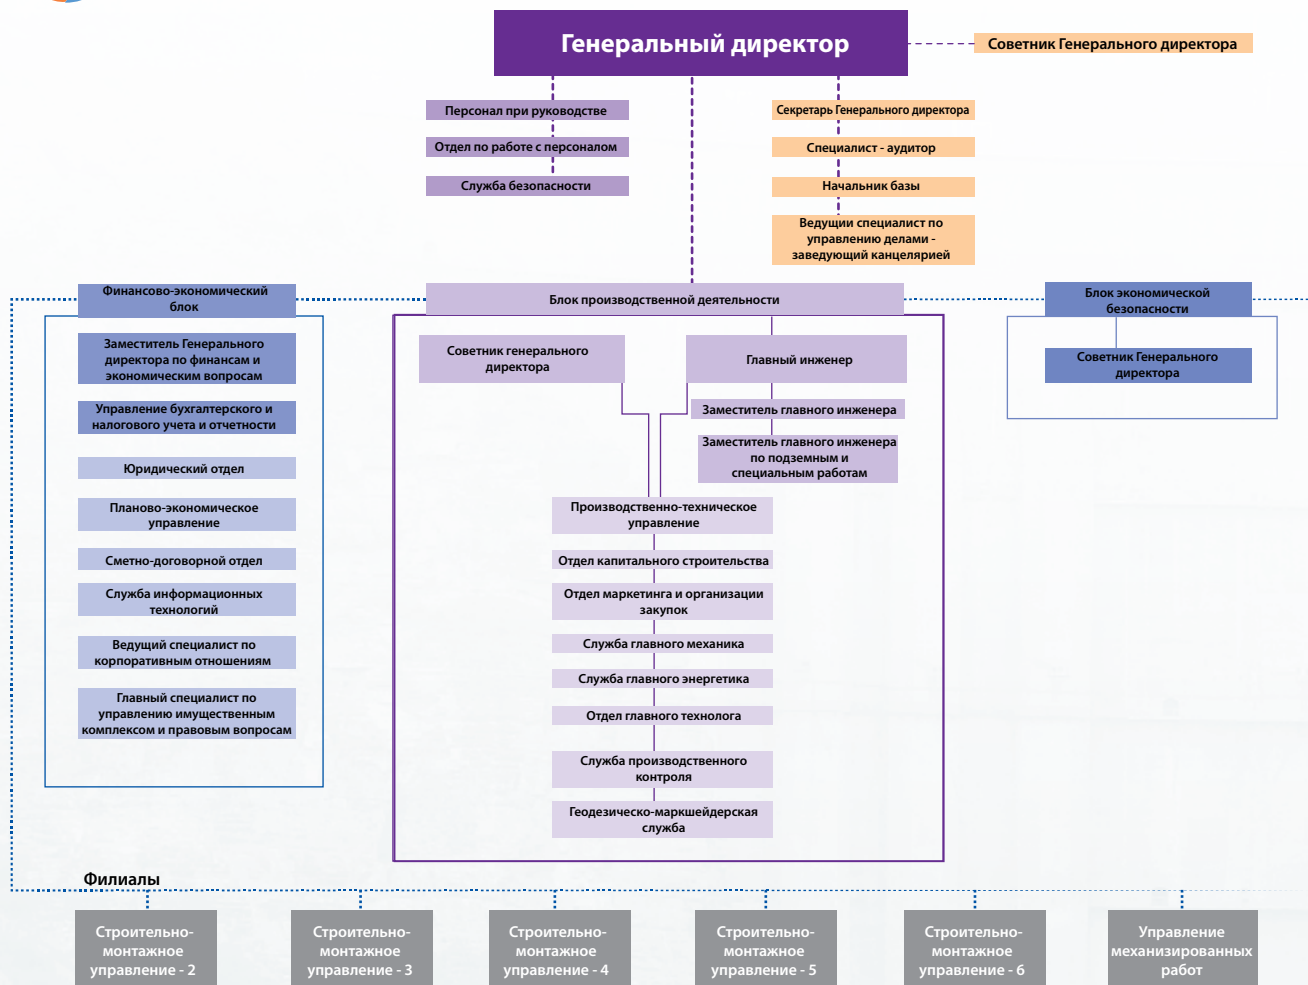 Генеральный директор
Советник Генерального директора
Персонал при руководстве
Отдел по работе с персоналом
Служба безопасности
Секретарь Генерального директора
Специалист - аудитор
Начальник базы
Ведущии специалист по
управлению делами -
заведующий канцелярией
Финансово-экономический
блок
Заместитель Генерального
директора по финансам и
экономическим вопросам
Управление бухгалтерского и
налогового учета и отчетности
Юридический отдел
Планово-экономическое
управление
Сметно-договорной отдел
Служба информационных
технологий
Ведущий специалист по
корпоративным отношениям
Главный специалист по
управлению имущественным
комплексом и правовым вопросам
Блок производственной деятельности
Советник генерального
директора
Главный инженер
Заместитель главного инженера
Заместитель главного инженера
по подземным и
специальным работам
Производственно-техническое
управление
Отдел капитального строительства
Отдел маркетинга и организации
закупок
Служба главного механика
Служба главного энергетика
Отдел главного технолога
Служба производственного
контроля
Геодезическо-маркшейдерская
служба
Блок экономической
безопасности
Советник Генерального
директора
Филиалы
Строительно-
монтажное
управление - 2
Строительно-
монтажное
управление - 3
Строительно-
монтажное
управление - 4
Строительно-
монтажное
управление - 5
Строительно-
монтажное
управление - 6
Управление
механизированных
работ